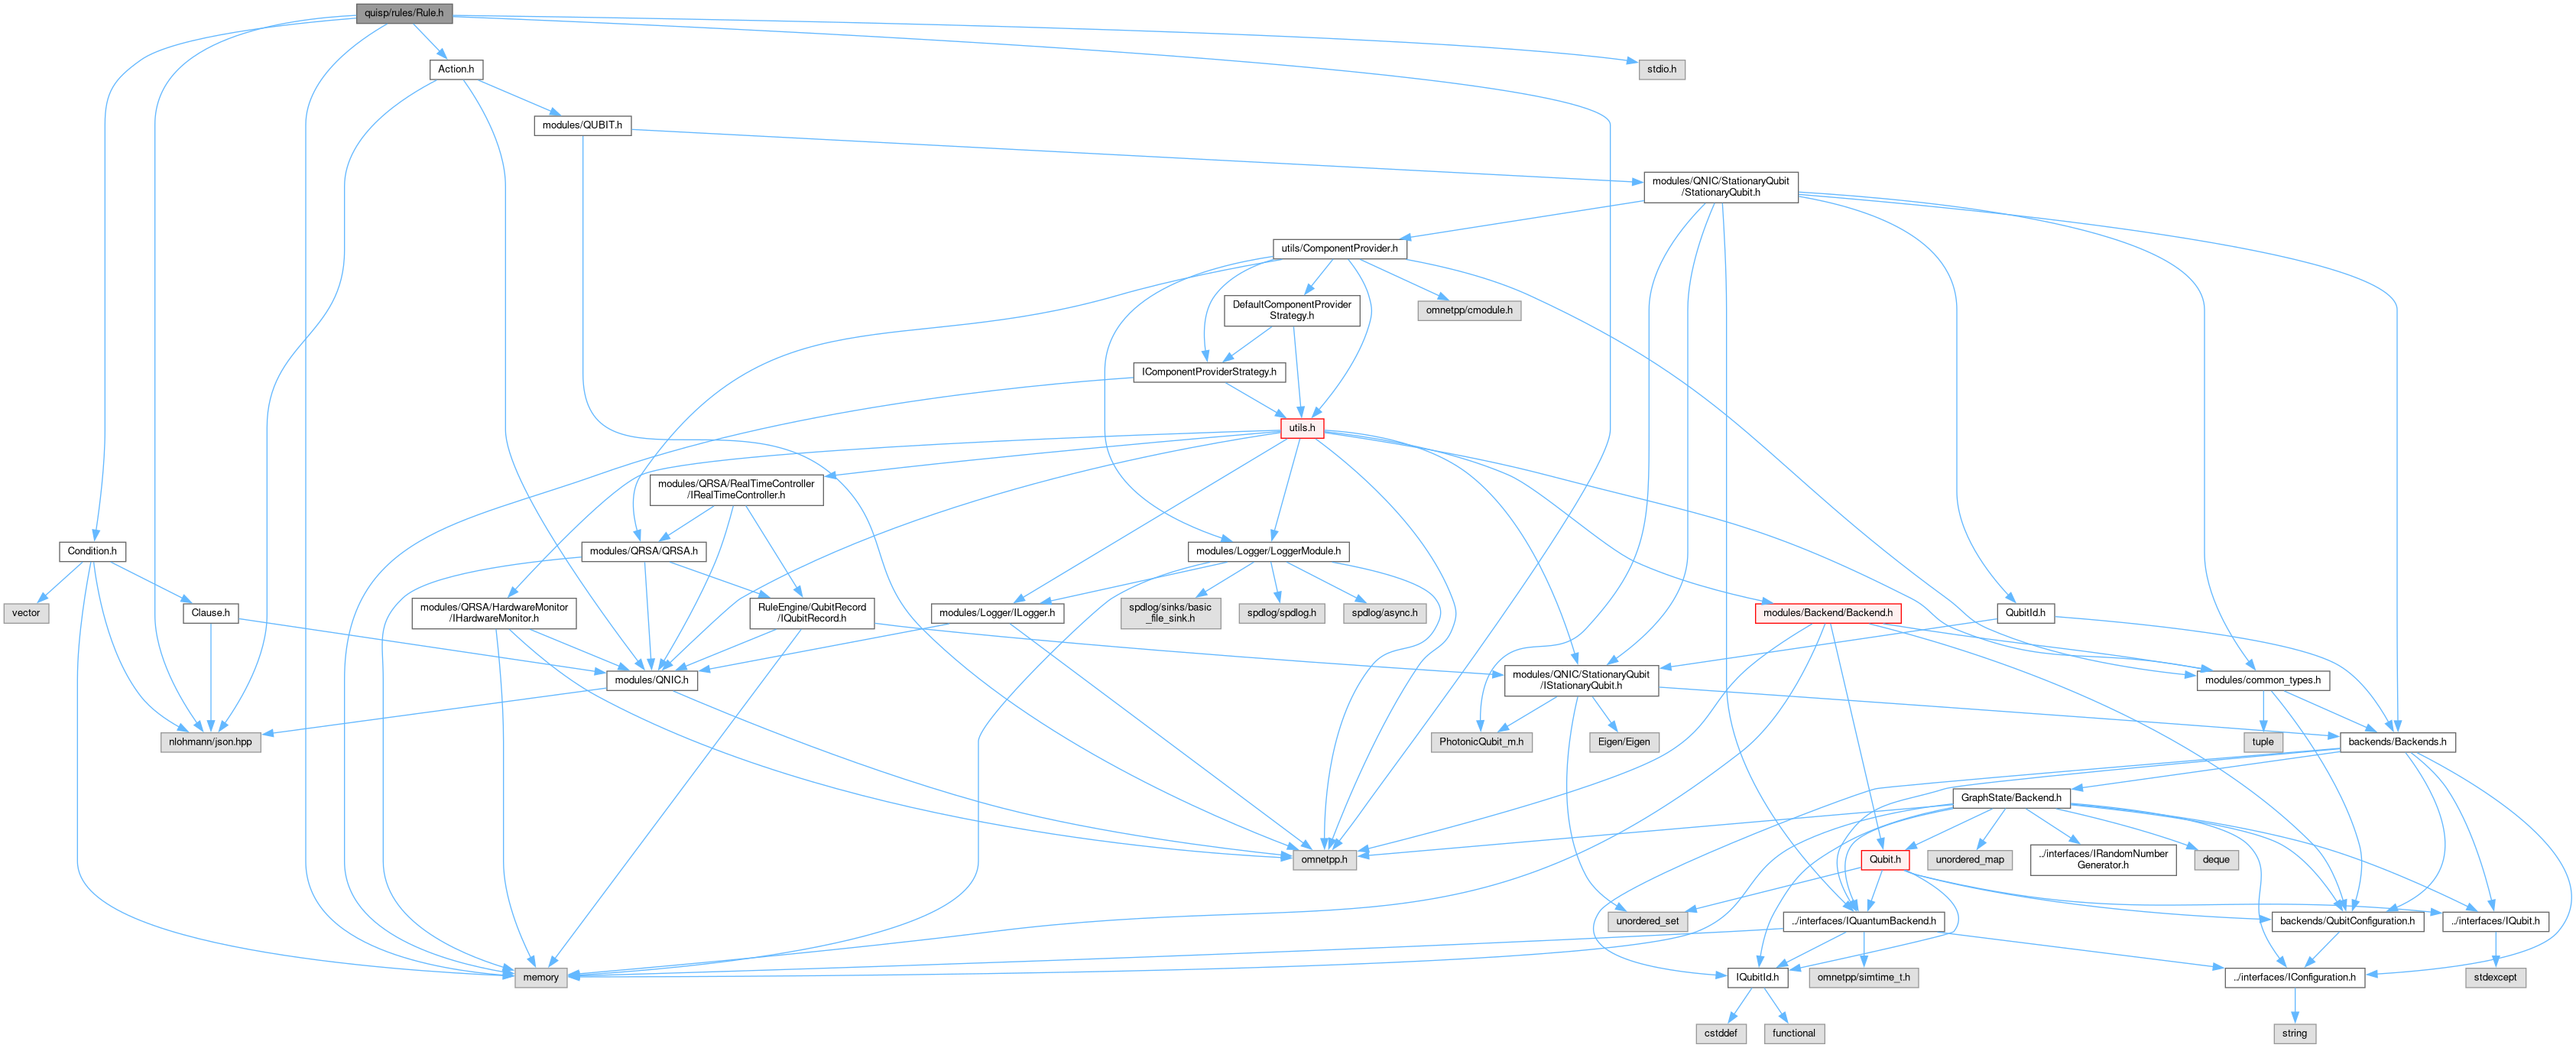 quisp/rules/Rule.h
Action.h
stdio.h
modules/QUBIT.h
modules/QNIC/StationaryQubit
/StationaryQubit.h
utils/ComponentProvider.h
DefaultComponentProvider
Strategy.h
omnetpp/cmodule.h
IComponentProviderStrategy.h
utils.h
modules/QRSA/RealTimeController
/IRealTimeController.h
Condition.h
modules/QRSA/QRSA.h
modules/Logger/LoggerModule.h
vector
Clause.h
modules/QRSA/HardwareMonitor
/IHardwareMonitor.h
RuleEngine/QubitRecord
/IQubitRecord.h
modules/Logger/ILogger.h
spdlog/sinks/basic
_file_sink.h
spdlog/spdlog.h
spdlog/async.h
modules/Backend/Backend.h
QubitId.h
modules/QNIC.h
modules/QNIC/StationaryQubit
/IStationaryQubit.h
modules/common_types.h
nlohmann/json.hpp
PhotonicQubit_m.h
Eigen/Eigen
tuple
backends/Backends.h
GraphState/Backend.h
omnetpp.h
Qubit.h
unordered_map
../interfaces/IRandomNumber
Generator.h
deque
unordered_set
../interfaces/IQuantumBackend.h
backends/QubitConfiguration.h
../interfaces/IQubit.h
memory
IQubitId.h
omnetpp/simtime_t.h
../interfaces/IConfiguration.h
stdexcept
cstddef
functional
string